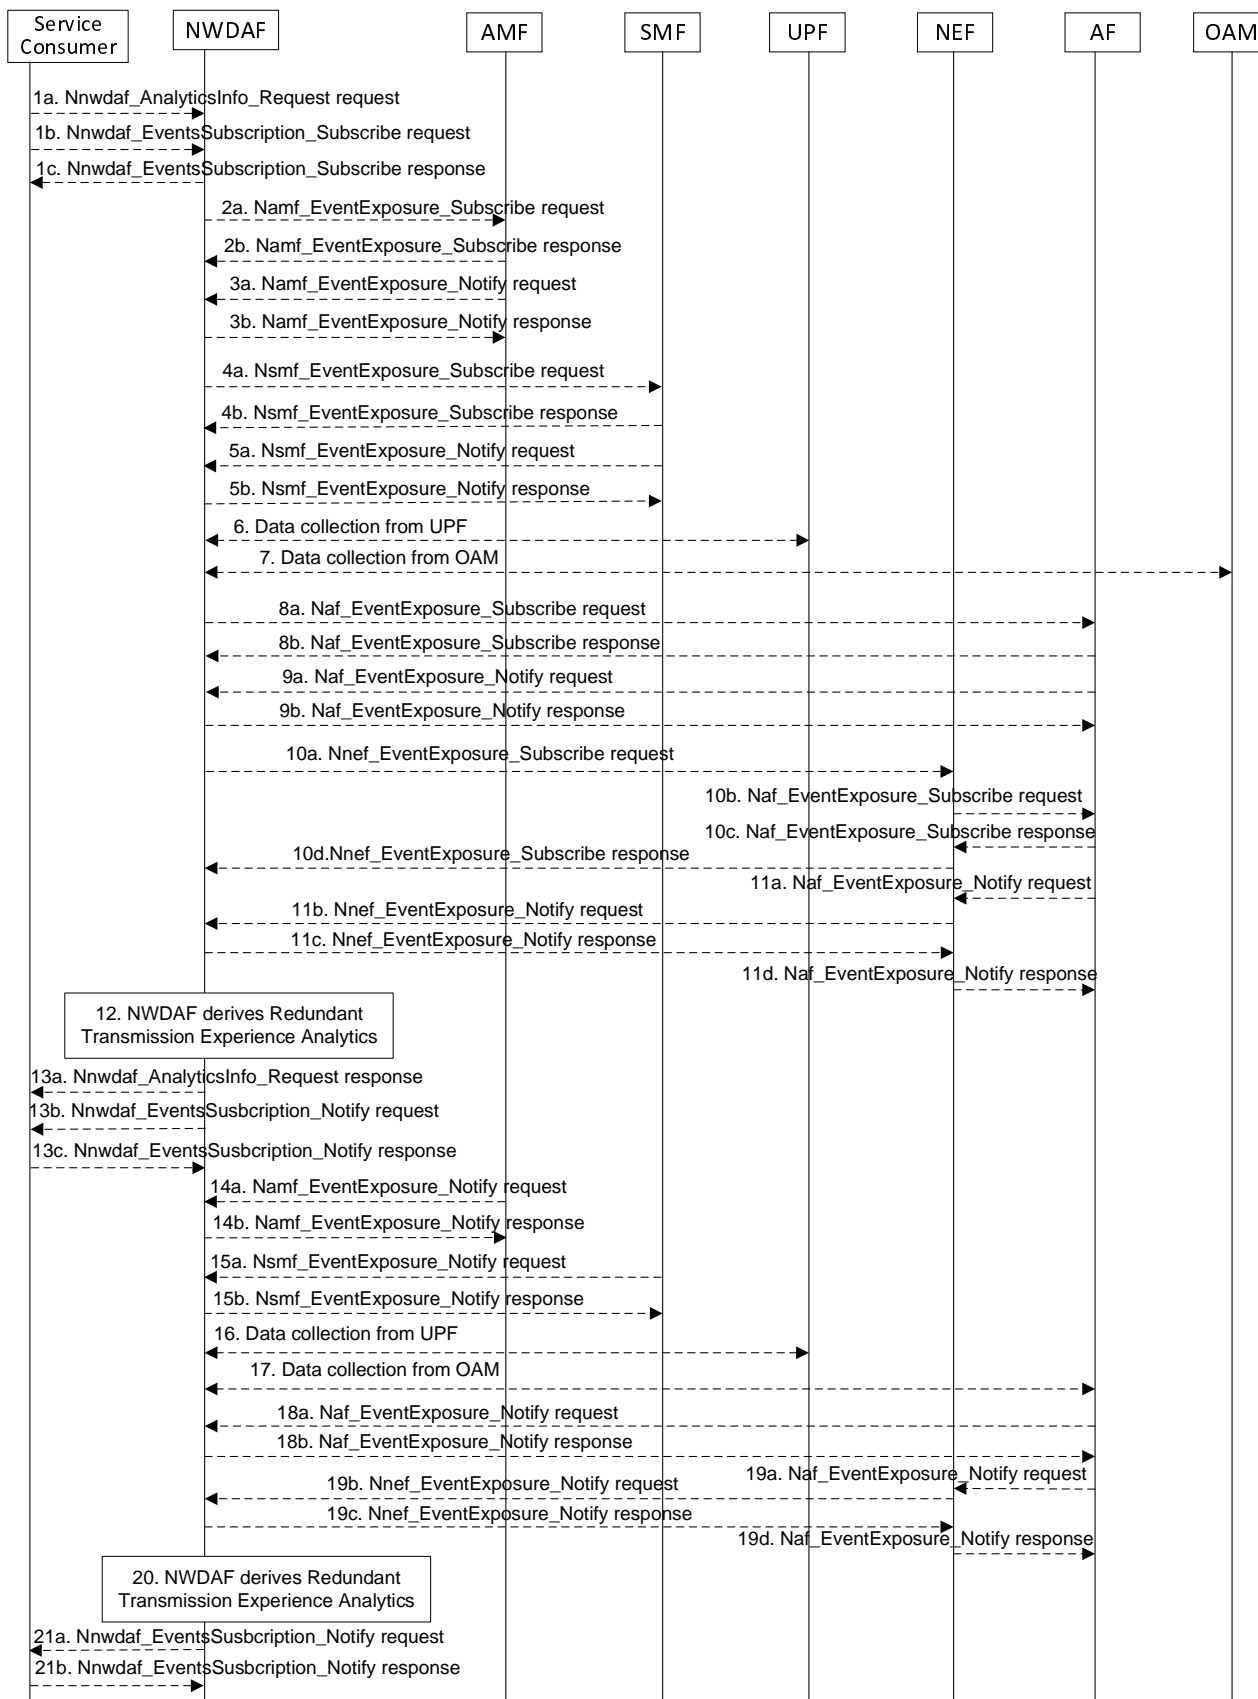 Service
Consumer
NWDAF
AMF
SMF
UPF
NEF
AF
OAM
1a. Nnwdaf_AnalyticsInfo_Request request
1b. Nnwdaf_EventsSubscription_Subscribe request
1c. Nnwdaf_EventsSubscription_Subscribe response
2a. Namf_EventExposure_Subscribe request
2b. Namf_EventExposure_Subscribe response
3a. Namf_EventExposure_Notify request
3b. Namf_EventExposure_Notify response
4a. Nsmf_EventExposure_Subscribe request
4b. Nsmf_EventExposure_Subscribe response
5a. Nsmf_EventExposure_Notify request
5b. Nsmf_EventExposure_Notify response
6. Data collection from UPF
7. Data collection from OAM
8a. Naf_EventExposure_Subscribe request
8b. Naf_EventExposure_Subscribe response
9a. Naf_EventExposure_Notify request
9b. Naf_EventExposure_Notify response
10a. Nnef_EventExposure_Subscribe request
10b. Naf_EventExposure_Subscribe request
10c. Naf_EventExposure_Subscribe response
10d.Nnef_EventExposure_Subscribe response
11a. Naf_EventExposure_Notify request
11b. Nnef_EventExposure_Notify request
11c. Nnef_EventExposure_Notify response
11d. Naf_EventExposure_Notify response
12. NWDAF derives Redundant
Transmission Experience Analytics
13a. Nnwdaf_AnalyticsInfo_Request response
13b. Nnwdaf_EventsSusbcription_Notify request
13c. Nnwdaf_EventsSusbcription_Notify response
14a. Namf_EventExposure_Notify request
14b. Namf_EventExposure_Notify response
15a. Nsmf_EventExposure_Notify request
15b. Nsmf_EventExposure_Notify response
16. Data collection from UPF
17. Data collection from OAM
18a. Naf_EventExposure_Notify request
18b. Naf_EventExposure_Notify response
19a. Naf_EventExposure_Notify request
19b. Nnef_EventExposure_Notify request
19c. Nnef_EventExposure_Notify response
19d. Naf_EventExposure_Notify response
20. NWDAF derives Redundant
Transmission Experience Analytics
21a. Nnwdaf_EventsSusbcription_Notify request
21b. Nnwdaf_EventsSusbcription_Notify response